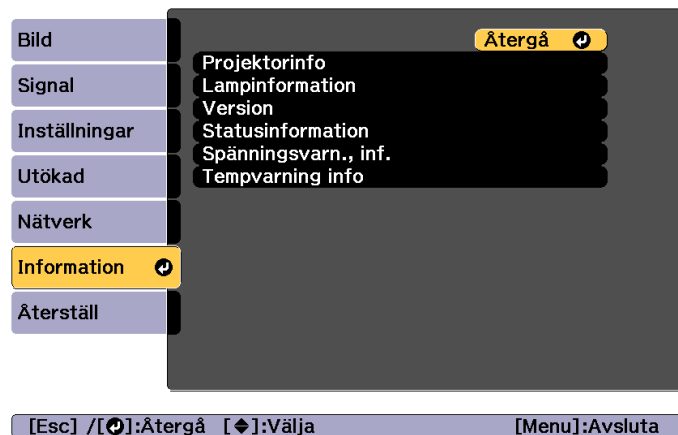 Bild
Signal
Inställningar
Utökad
Nätverk
Information
Återställ
Återgå
Projektorinfo
Lampinformation
Version
Statusinformation
Spänningsvarn., inf.
Tempvarning info
[Esc] /[⏎]:Återgå [◆]:Välja [Menu]:Avsluta